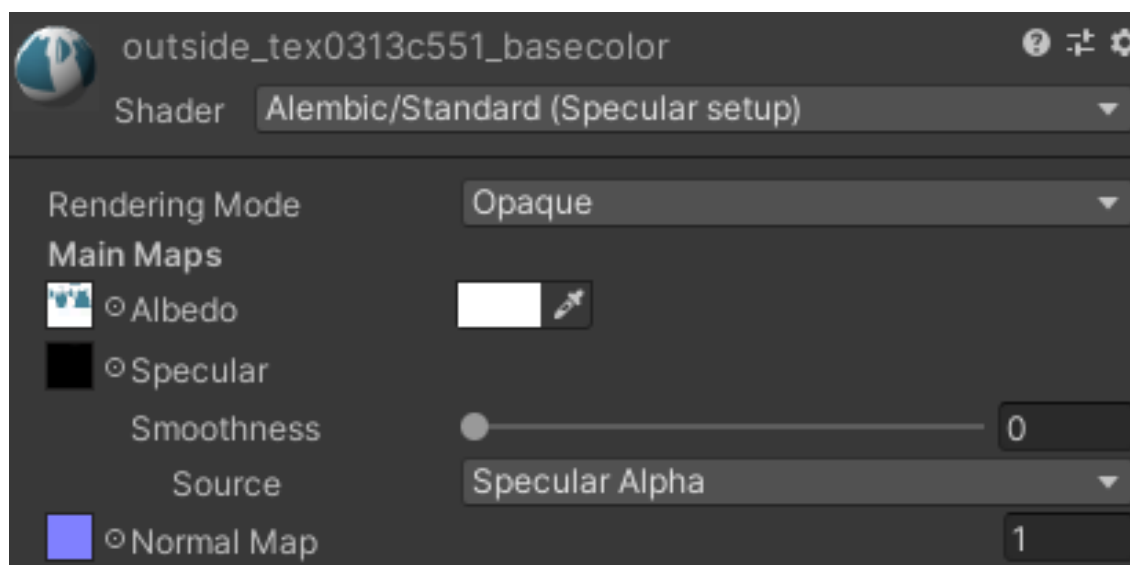 outside_tex0313c551_basecolor
Shader Alembic/Standard (Specular setup)
Rendering Mode Opaque
Main Maps
Albedo
Specular
Smoothness 0
Source Specular Alpha
Normal Map 1